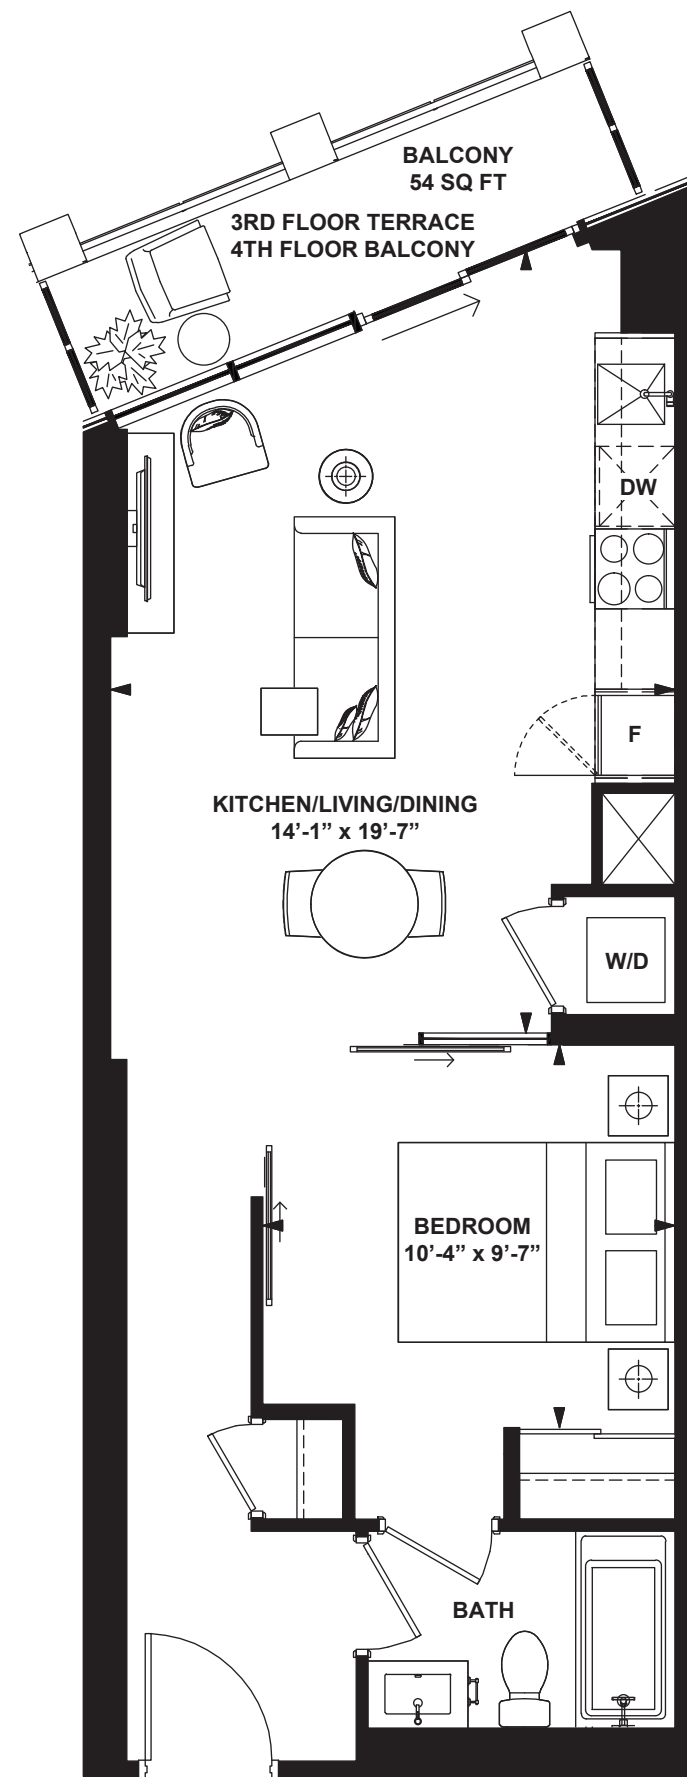 BALCONY
54 SQ FT
3RD FLOOR TERRACE
4TH FLOOR BALCONY
DW
F
KITCHEN/LIVING/DINING
14’-1” x 19’-7”
W/D
BEDROOM
10’-4” x 9’-7”
BATH